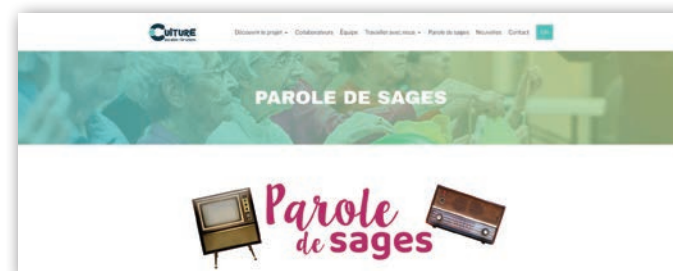 CULTURE
Découvrir le projet Collaborateurs Équipe Travailler avec nous Parole de sages Nouvelles Contact
PAROLE DE SAGES
Parole
de sages